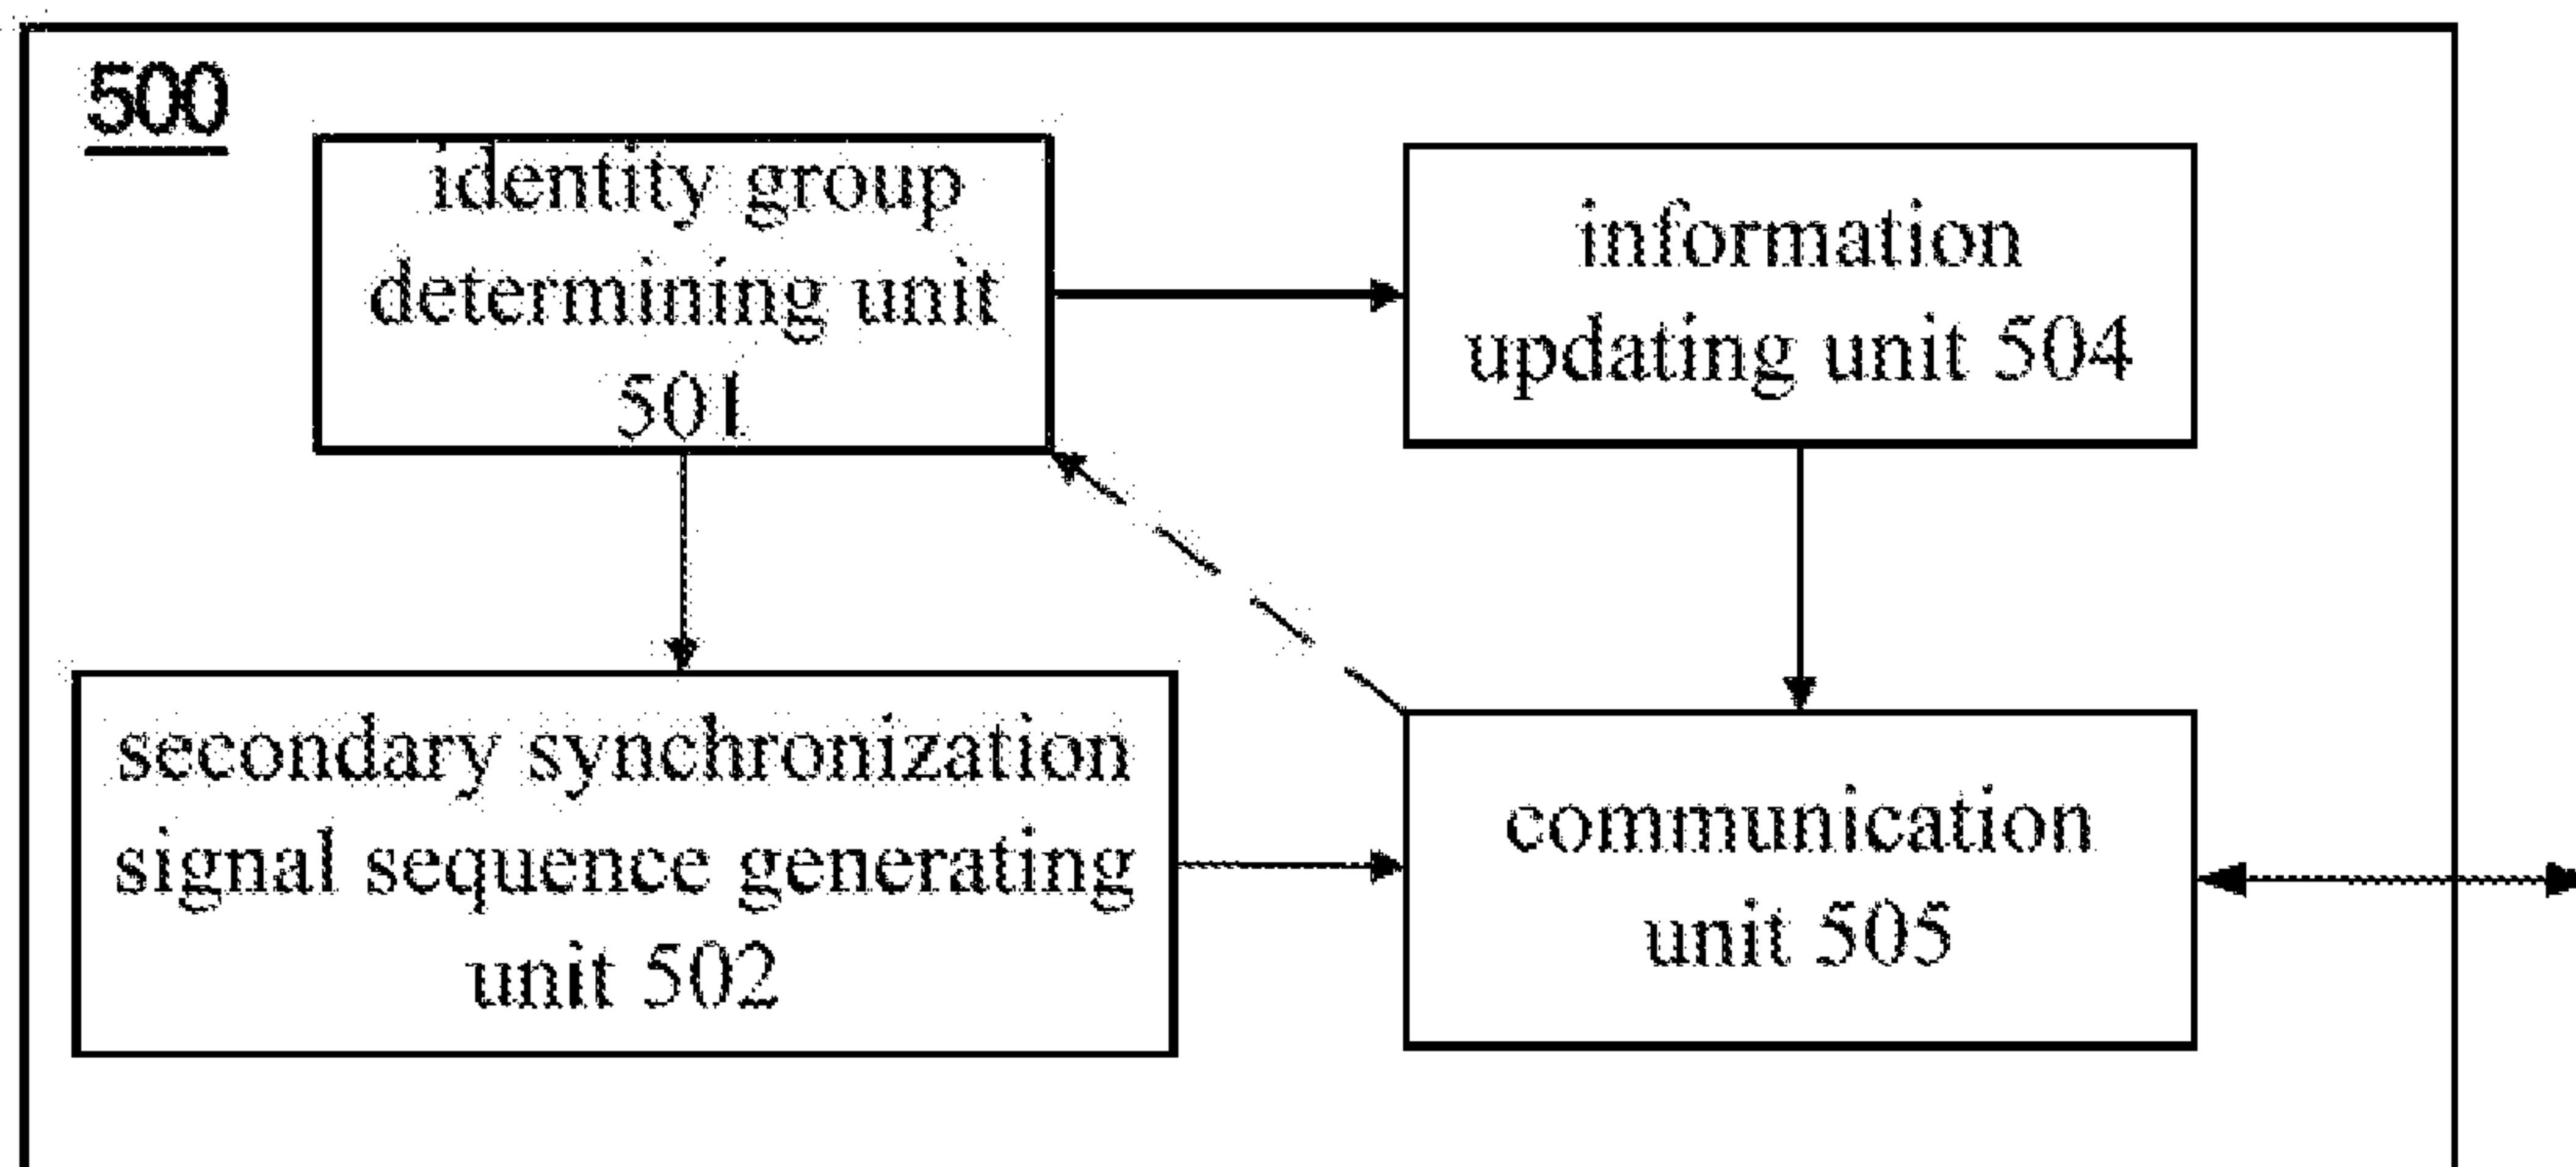 500
identity group
determining unit
501
information
updating unit 504
secondary synchronization
signal sequence generating
unit 502
communication
unit 505